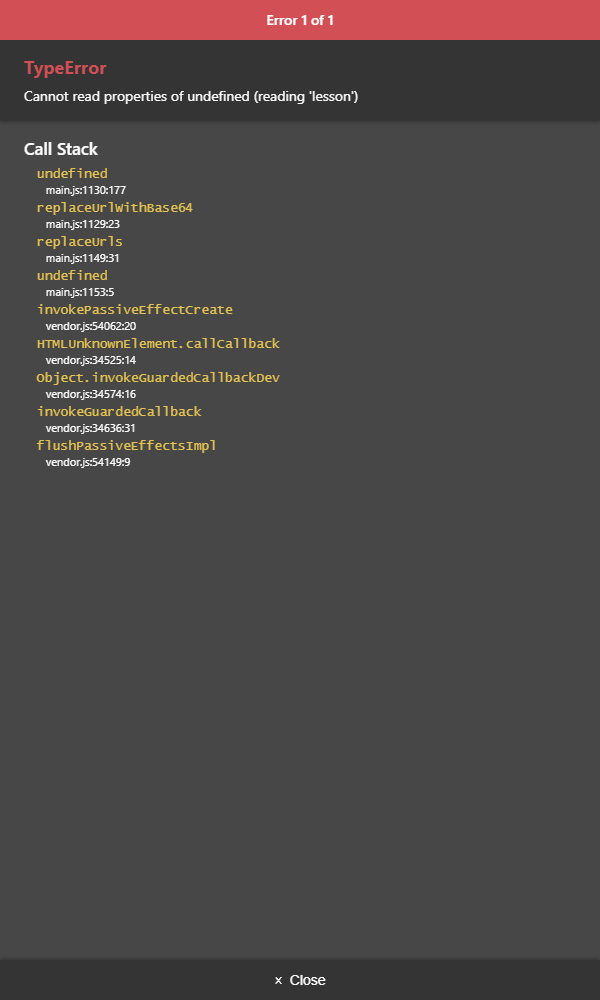 Error 1 of 1
TypeError
Cannot read properties of undefined (reading 'lesson')
Call Stack
undefined
main.js:1130:177
replaceUrlWithBase64
main.js:1129:23
replaceUrls
main.js:1149:31
undefined
main.js:1153:5
invokePassiveEffectCreate
vendor.js:54062:20
HTMLUnknownElement.callCallback
vendor.js:34525:14
Object.invokeGuardedCallbackDev
vendor.js:34574:16
invokeGuardedCallback
vendor.js:34636:31
flushPassiveEffectsImpl
vendor.js:54149:9
× Close